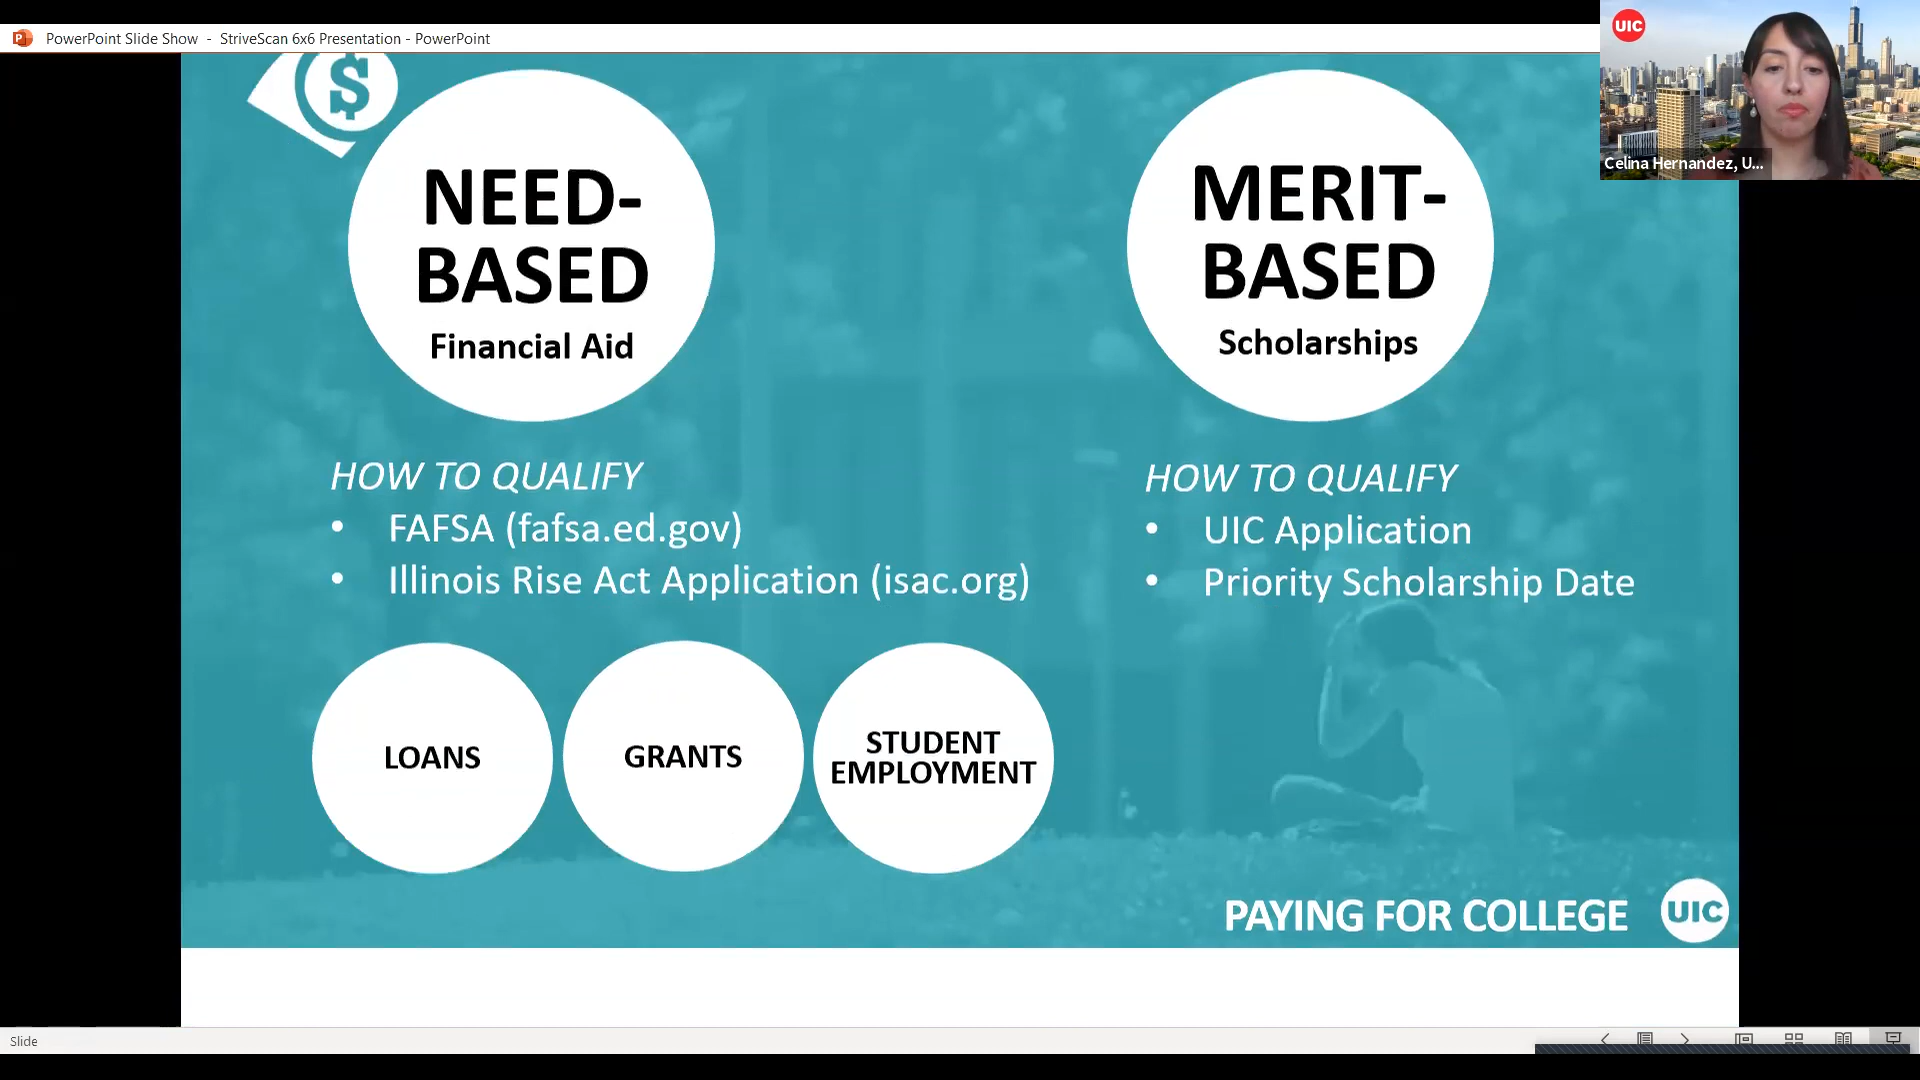 PowerPoint Slide Show - StriveScan 6x6 Presentation - PowerPoint
UIC
Celina Hernandez, U...
$
NEED-
BASED
Financial Aid
MERIT-
BASED
Scholarships
HOW TO QUALIFY
• FAFSA (fafsa.ed.gov)
• Illinois Rise Act Application (isac.org)
HOW TO QUALIFY
• UIC Application
• Priority Scholarship Date
LOANS
GRANTS
STUDENT
EMPLOYMENT
PAYING FOR COLLEGE
UIC
Slide